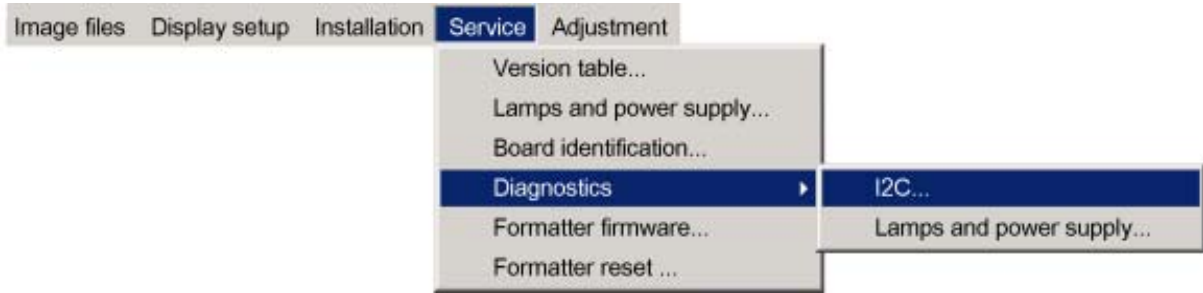 Image files Display setup Installation Service Adjustment
Version table...
Lamps and power supply...
Board identification...
Diagnostics
I2C...
Formatter firmware...
Lamps and power supply...
Formatter reset ...